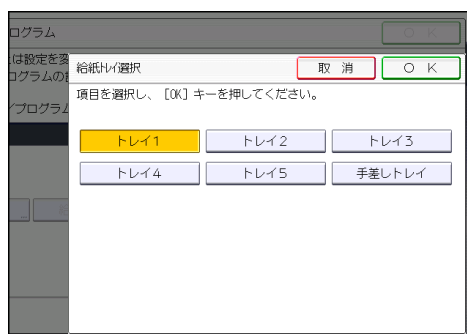 ログラム
O K
は設定を変
ログラムの
給紙トレイ選択
取 消
O K
項目を選択し、［OK］キーを押してください。
プログラム
トレイ1
トレイ2
トレイ3
トレイ4
トレイ5
手差しトレイ